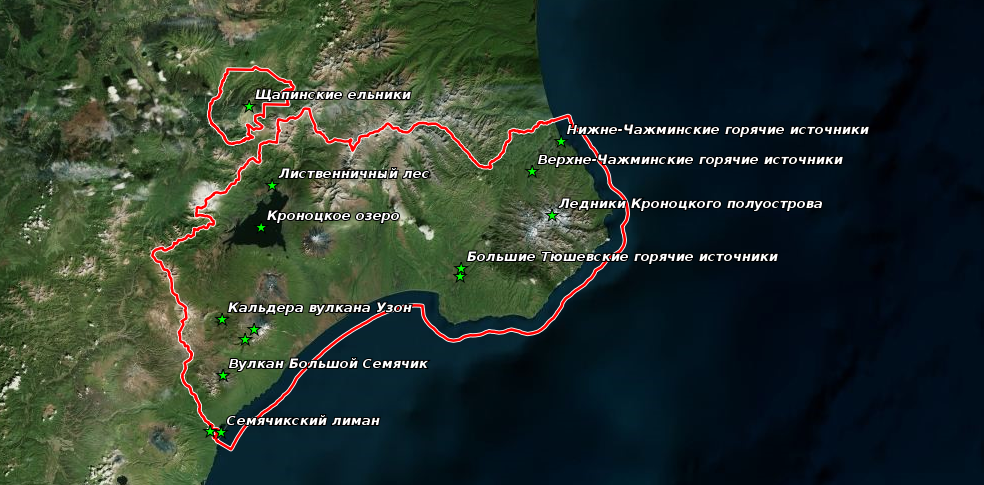 Щапинские ельники
Нижне-Чажминские горячие источники
Верхне-Чажминские горячие источники
Лиственничный лес
Ледники Кроноцкого полуострова
Кроноцкое озеро
Большие Тюшевские горячие источники
Кальдера вулкана Узон
Вулкан Большой Семячик
Семячикский лиман